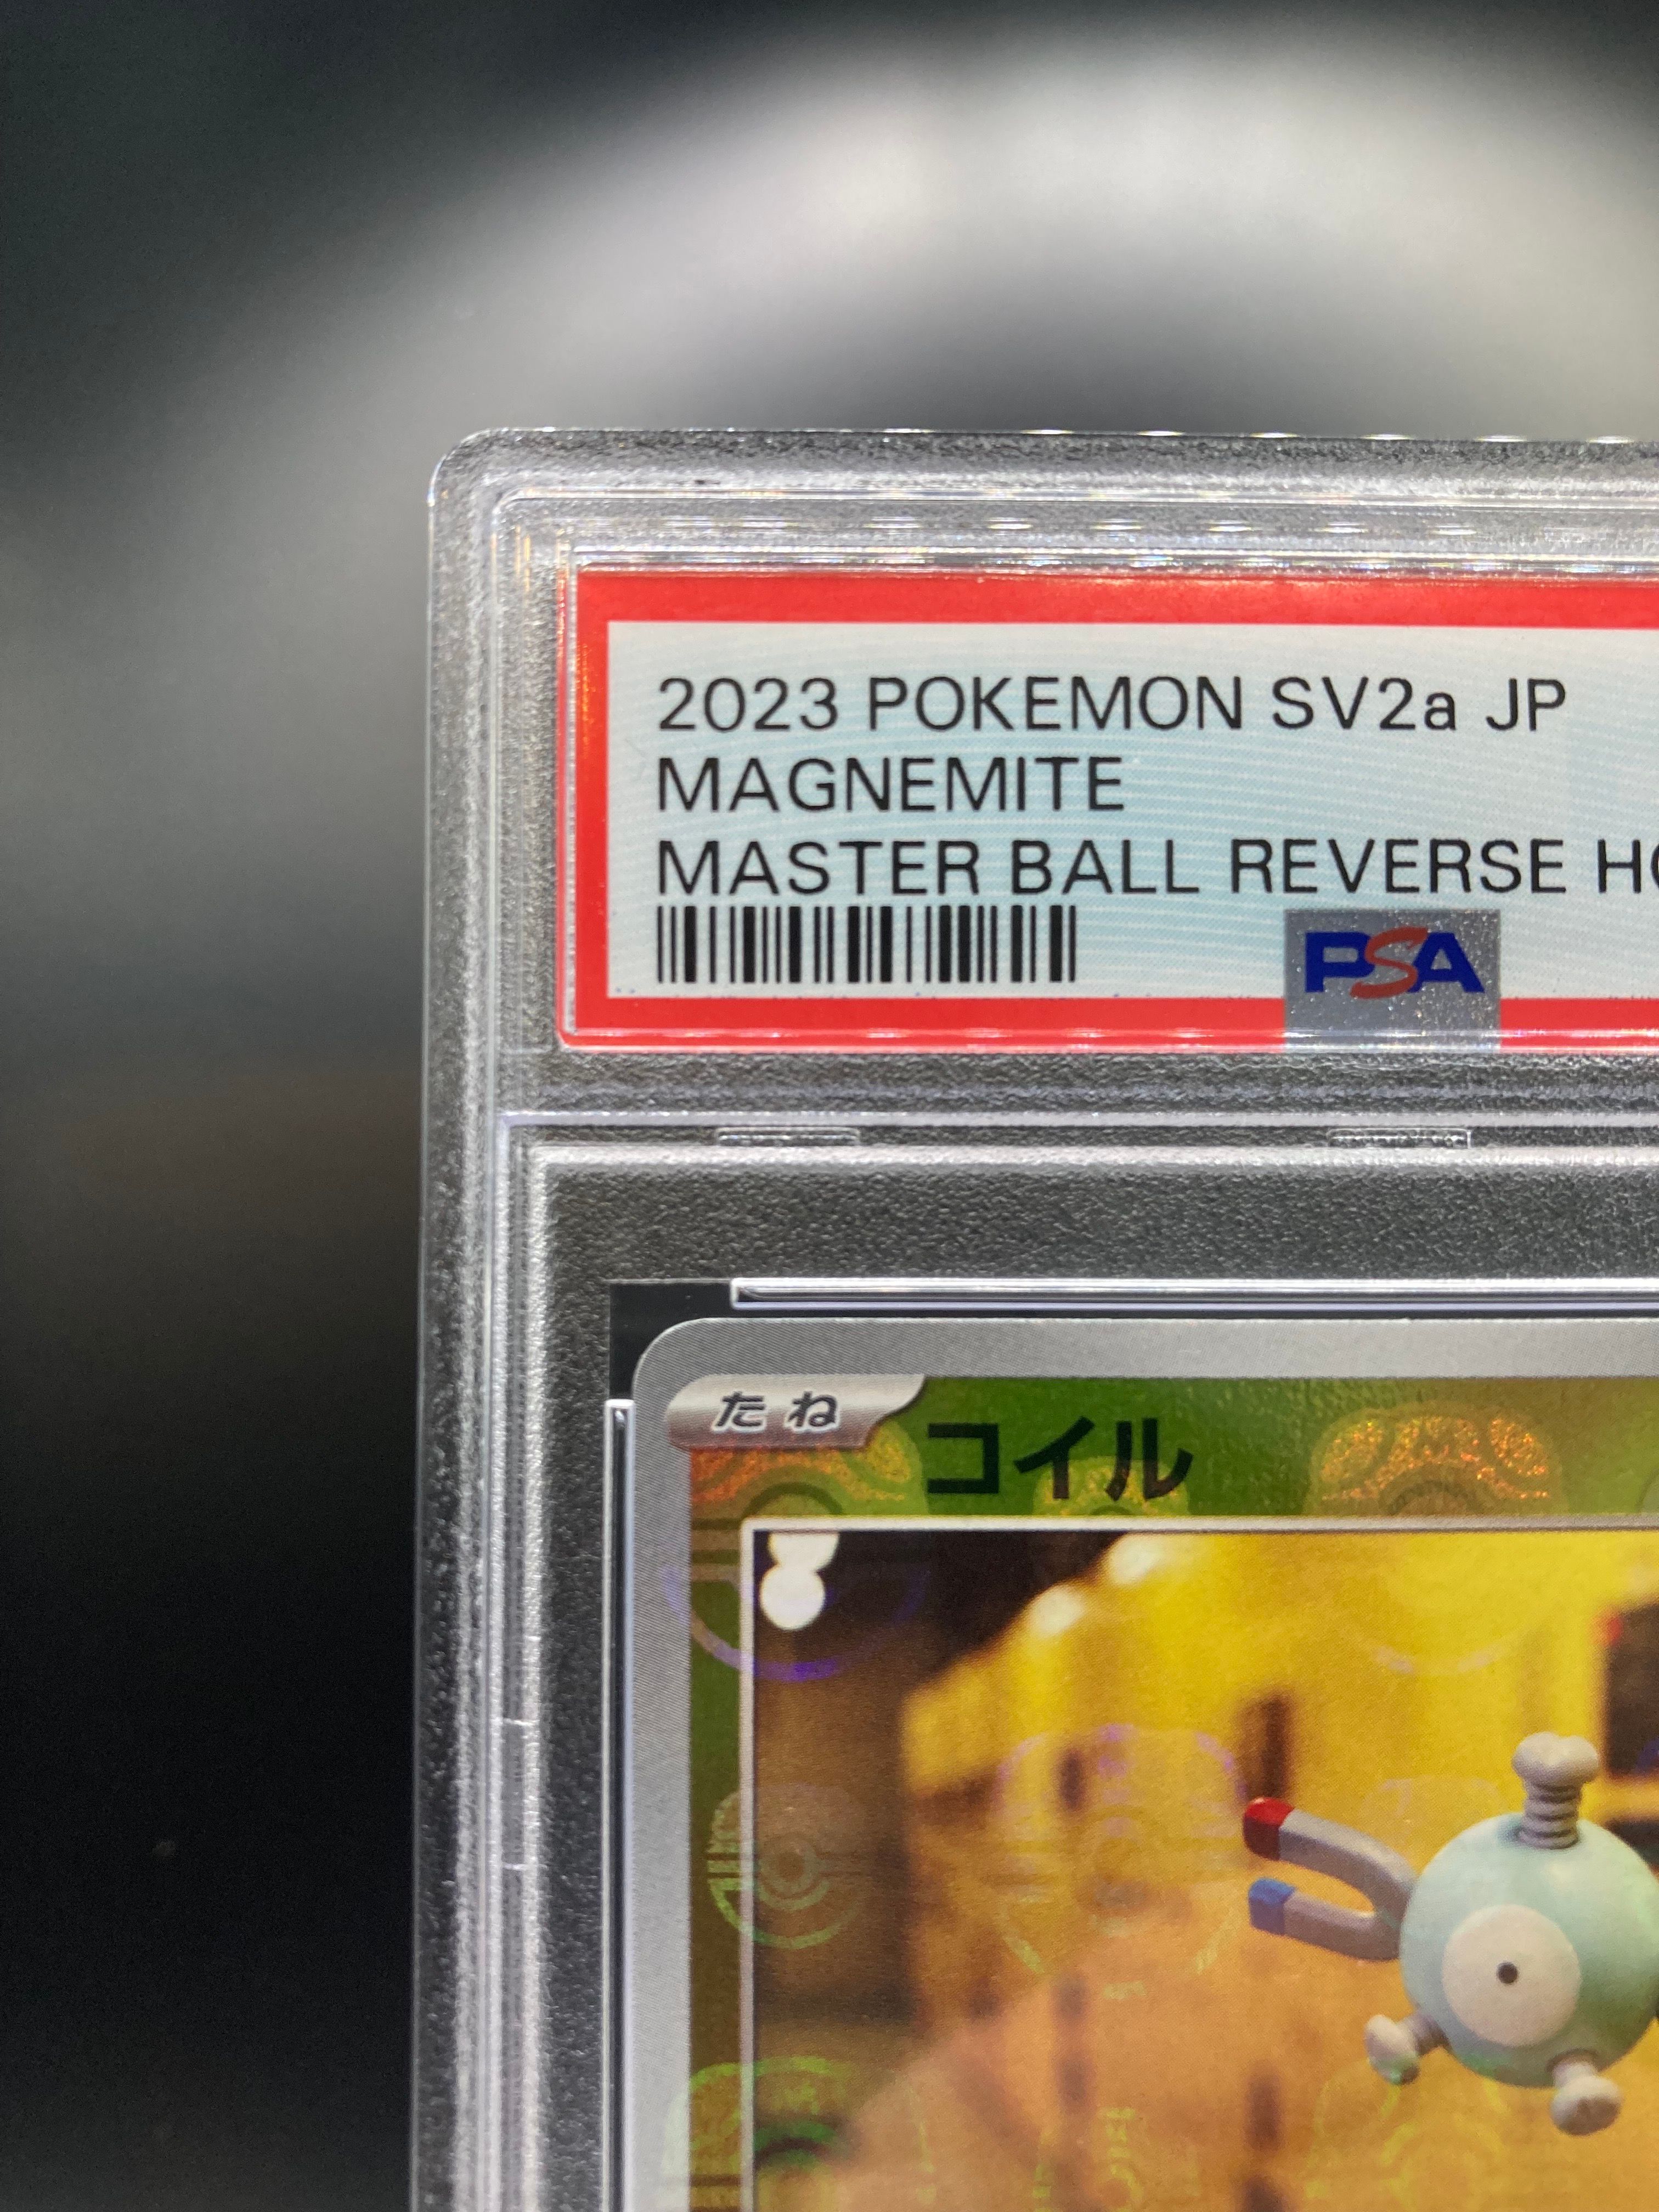 2023 POKEMON SV2a JP
MAGNEMITE
MASTER BALL REVERSE
PSA
たね
コイル